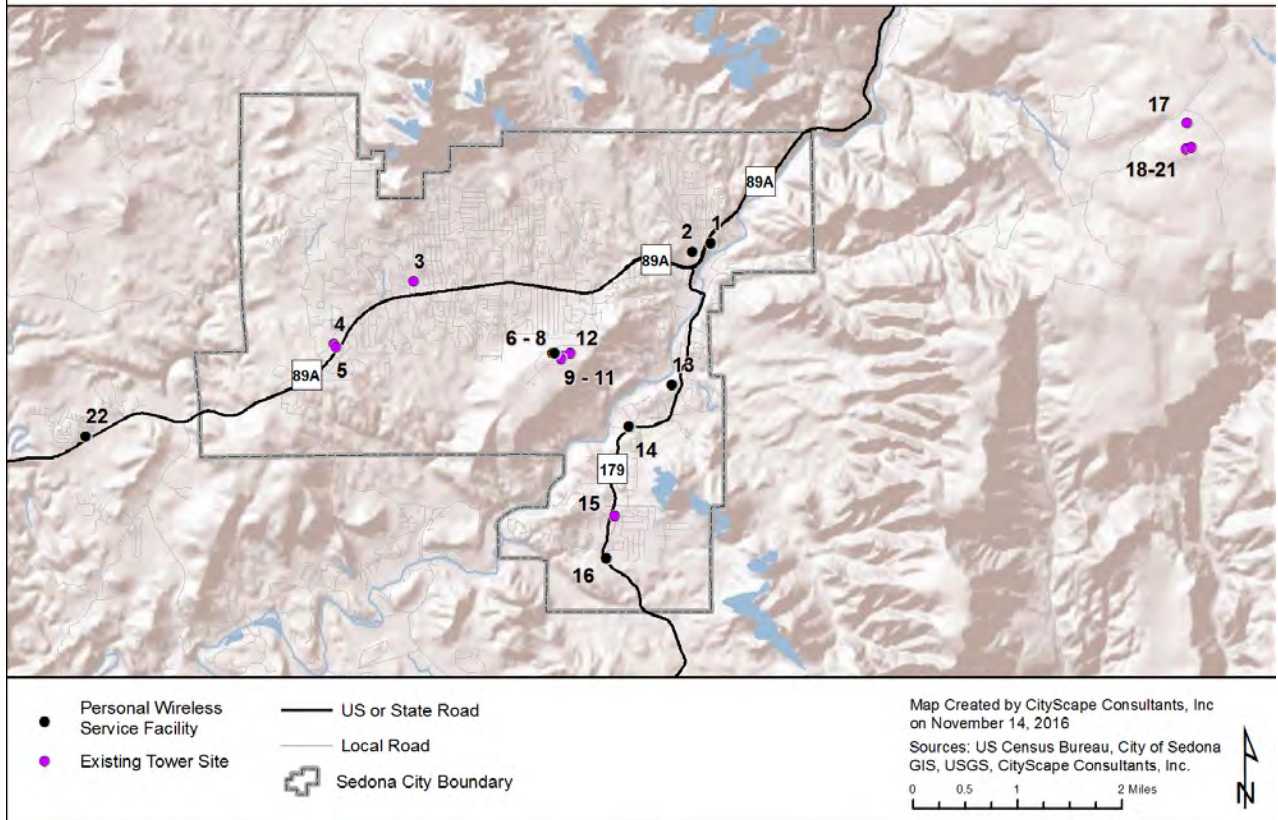 17
18-21
89A
1
2
89A
3
4
5
6 - 8
12
9 - 11
13
89A
22
14
179
15
16
Personal Wireless
Service Facility
Existing Tower Site
US or State Road
Local Road
Sedona City Boundary
Map Created by CityScape Consultants, Inc
on November 14, 2016
Sources: US Census Bureau, City of Sedona
GIS, USGS, CityScape Consultants, Inc.
0 0.5 1 2 Miles
N